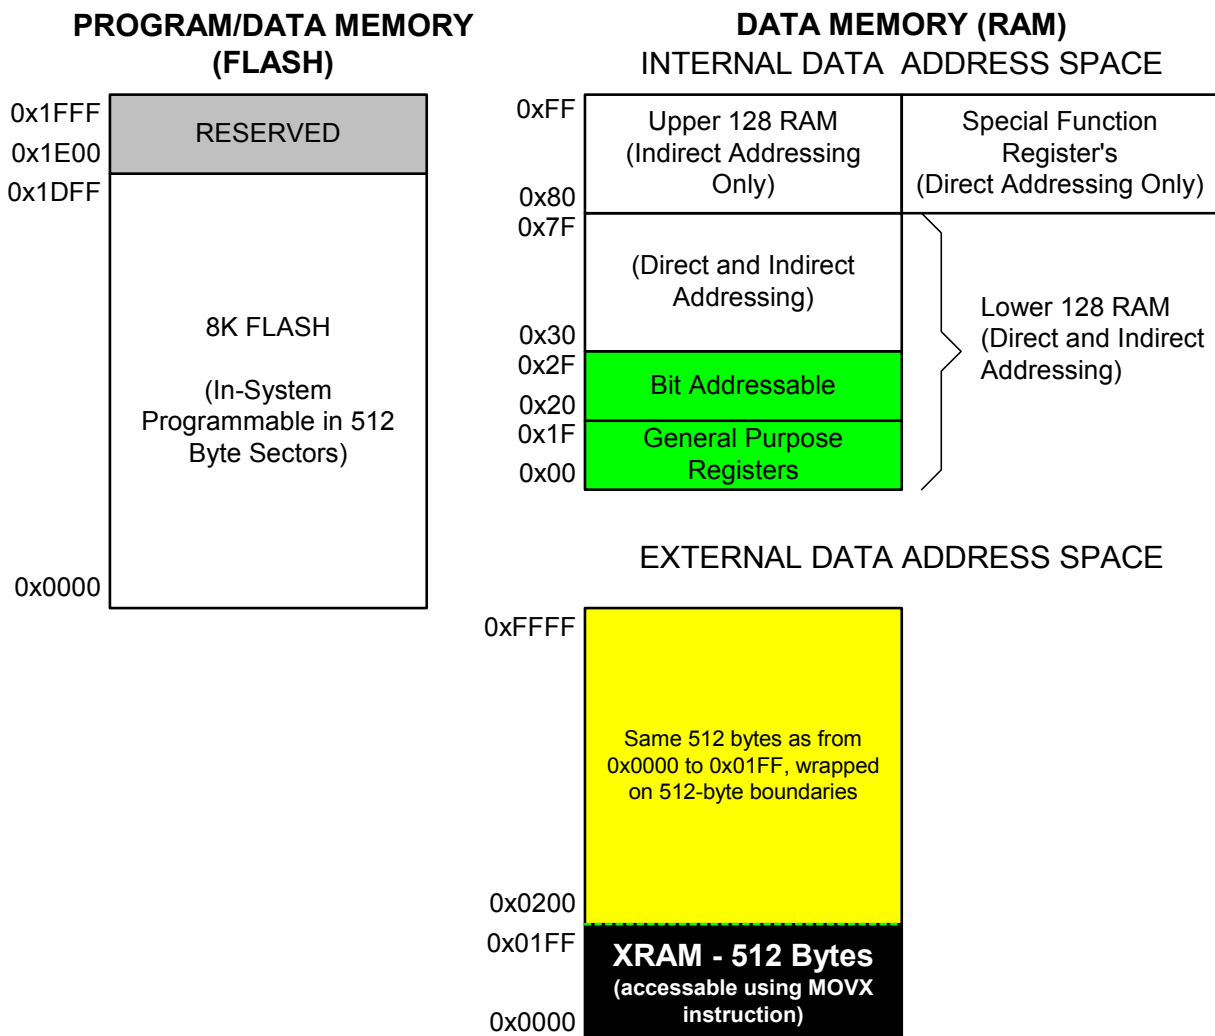 PROGRAM/DATA MEMORY
(FLASH)
0x1FFF
RESERVED
0x1E00
0x1DFF
8K FLASH
(In-System
Programmable in 512
Byte Sectors)
0x0000
DATA MEMORY (RAM)
INTERNAL DATA ADDRESS SPACE
0xFF
Upper 128 RAM
(Indirect Addressing
Only)
0x80
Special Function
Register's
(Direct Addressing Only)
0x7F
(Direct and Indirect
Addressing)
0x30
0x2F
Bit Addressable
0x20
0x1F
General Purpose
Registers
0x00
Lower 128 RAM
(Direct and Indirect
Addressing)
EXTERNAL DATA ADDRESS SPACE
0xFFFF
Same 512 bytes as from
0x0000 to 0x01FF, wrapped
on 512-byte boundaries
0x0200
0x01FF
XRAM - 512 Bytes
(accessable using MOVX
instruction)
0x0000